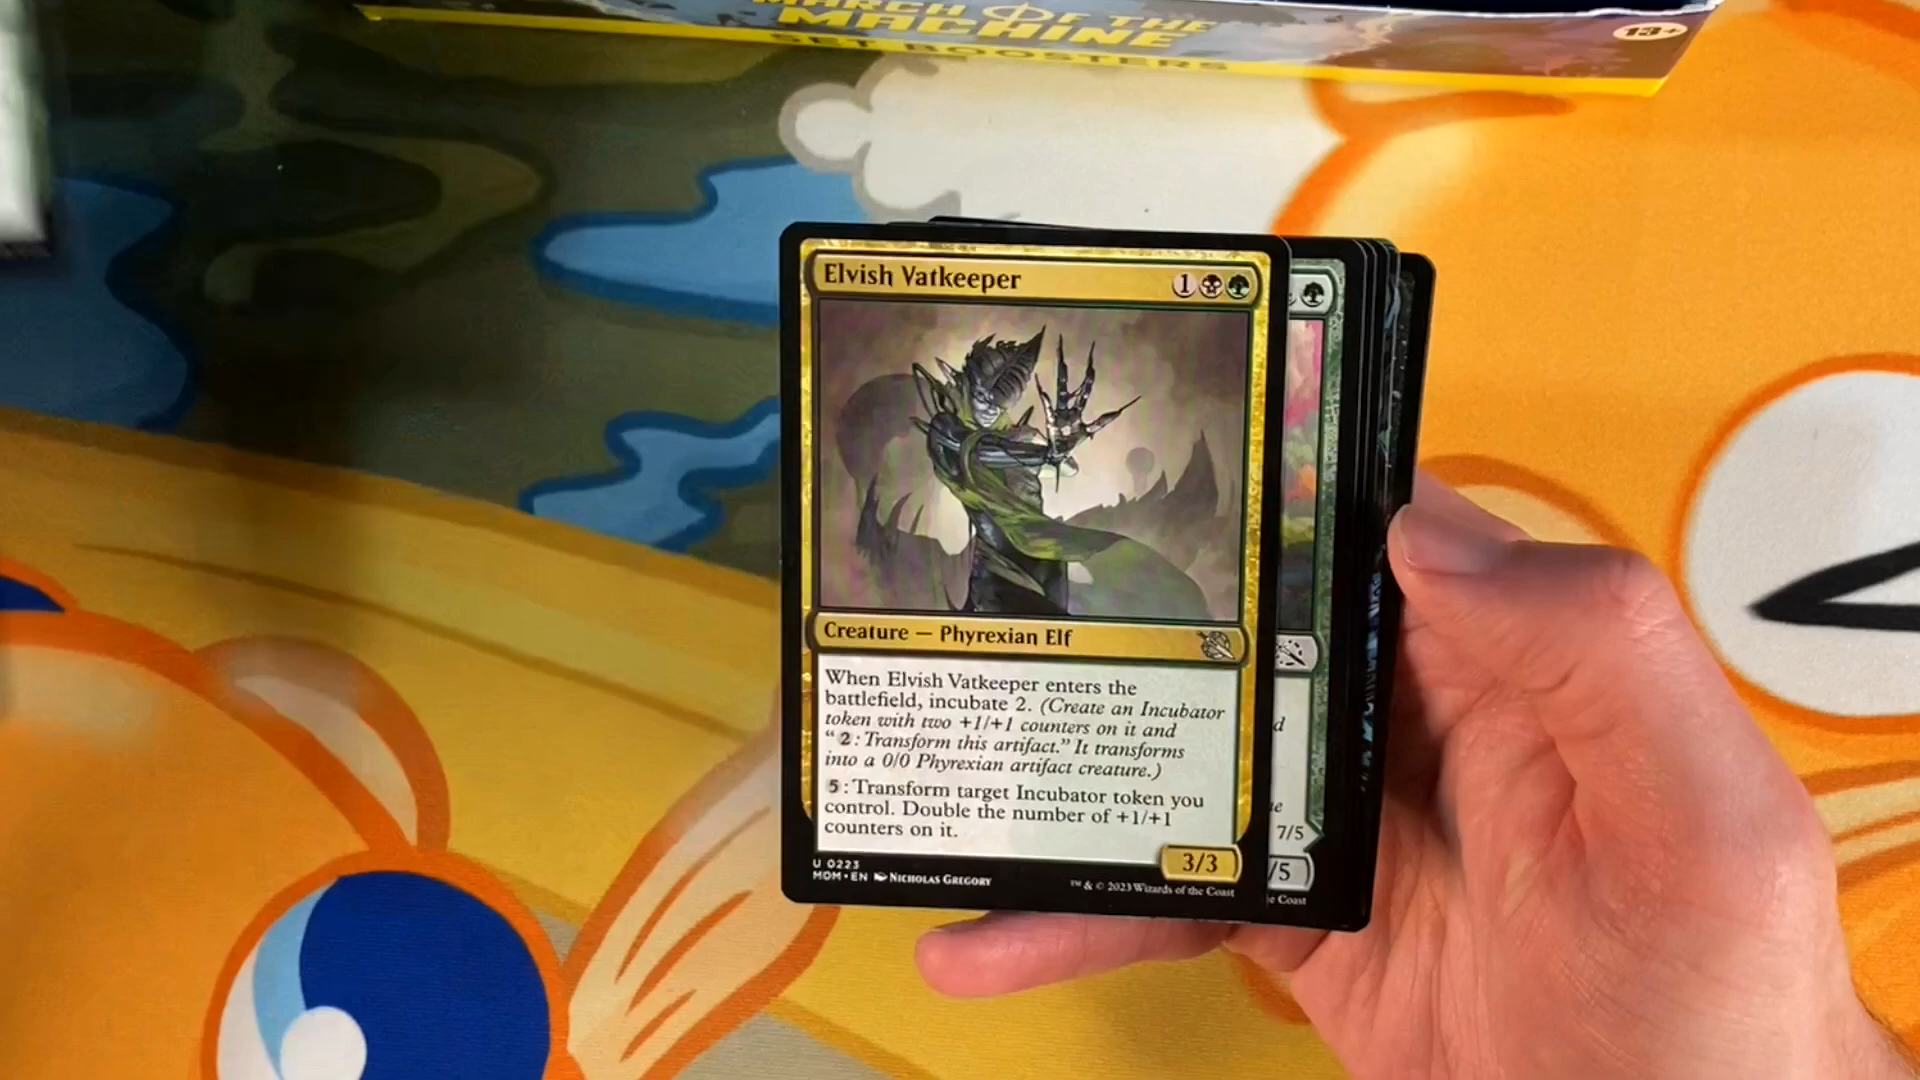 MARCH OF THE
MACHINE
SET BOOSTERS
13+
Elvish Vatkeeper
1
Creature — Phyrexian Elf
When Elvish Vatkeeper enters the
battlefield, incubate 2. (Create an Incubator
token with two +1/+1 counters on it and
“2: Transform this artifact.” It transforms
into a 0/0 Phyrexian artifact creature.)
5: Transform target Incubator token you
control. Double the number of +1/+1
counters on it.
3/3
U 0223
MOM • EN NICHOLAS GREGORY
™ & © 2023 Wizards of the Coast
d
7/5
/5
e Coast